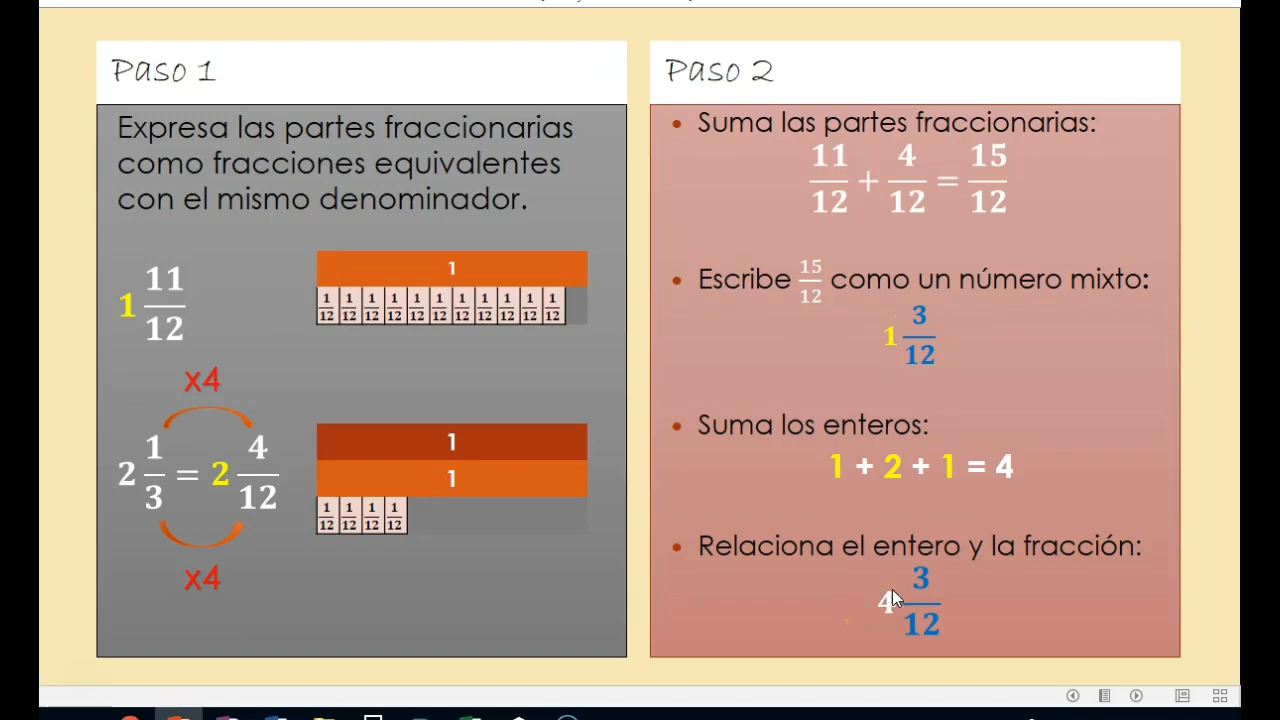 Paso 1
Expresa las partes fraccionarias
como fracciones equivalentes
con el mismo denominador.
1 11/12
1
1/12 1/12 1/12 1/12 1/12 1/12 1/12 1/12 1/12 1/12 1/12
x4
2 1/3 = 2 4/12
x4
1
1
1/12 1/12 1/12 1/12
Paso 2
• Suma las partes fraccionarias:
11/12 + 4/12 = 15/12
• Escribe 15/12 como un número mixto:
1 3/12
• Suma los enteros:
1 + 2 + 1 = 4
• Relaciona el entero y la fracción:
4 3/12